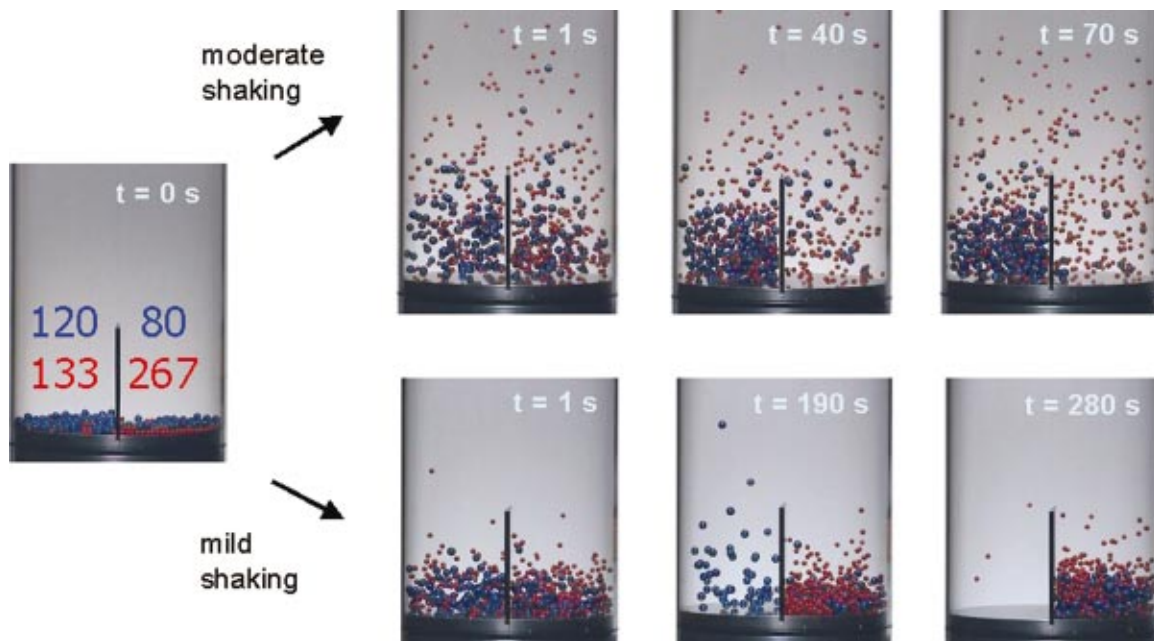 moderate
shaking
t = 1 s
t = 40 s
t = 70 s
t = 0 s
120 80
133 267
mild
shaking
t = 1 s
t = 190 s
t = 280 s